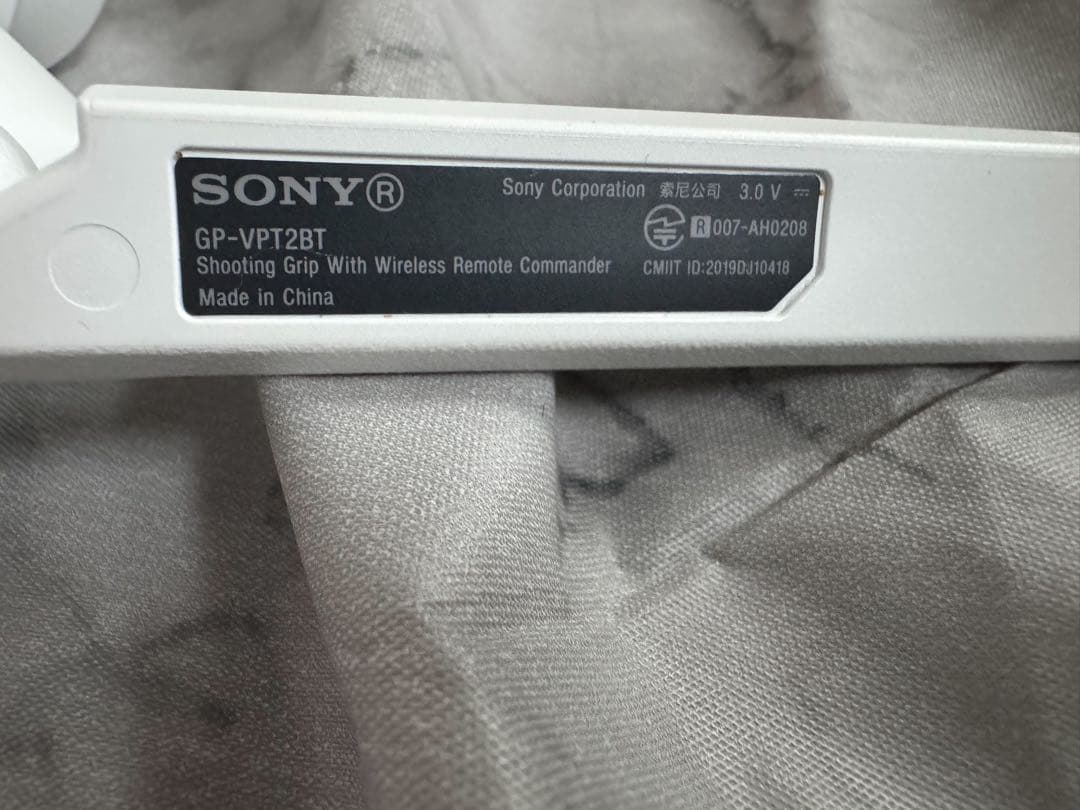 SONY®
Sony Corporation 索尼公司 3.0 V ⎓
GP-VPT2BT
R 007-AH0208
Shooting Grip With Wireless Remote Commander
CMIIT ID:2019DJ10418
Made in China